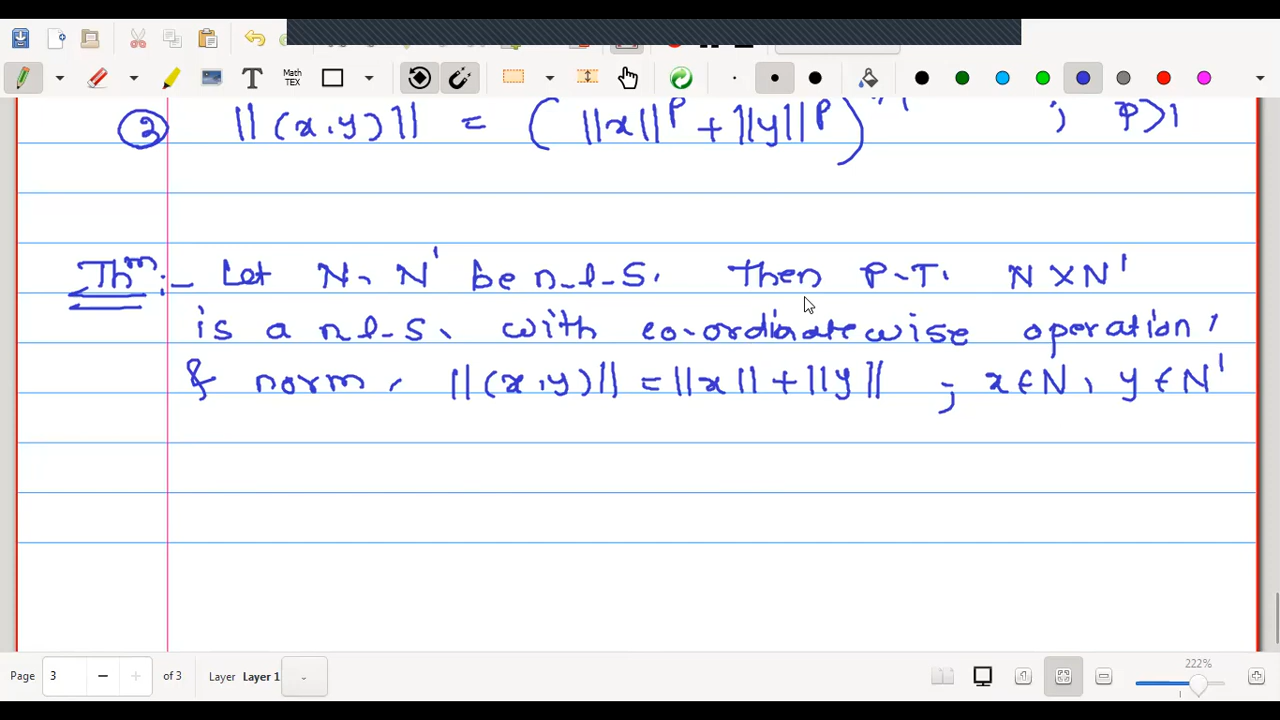 Math
TEX
② ||(x,y)|| = (||x||^p + ||y||^p) ; P>1
Thm:- Let N, N' be n.l.S. Then P.T. N×N'
is a n.l.S. with co-ordinatewise operation,
& norm, ||(x,y)|| = ||x|| + ||y|| ; x∈N, y∈N'
222%
Page 3 of 3 Layer Layer 1